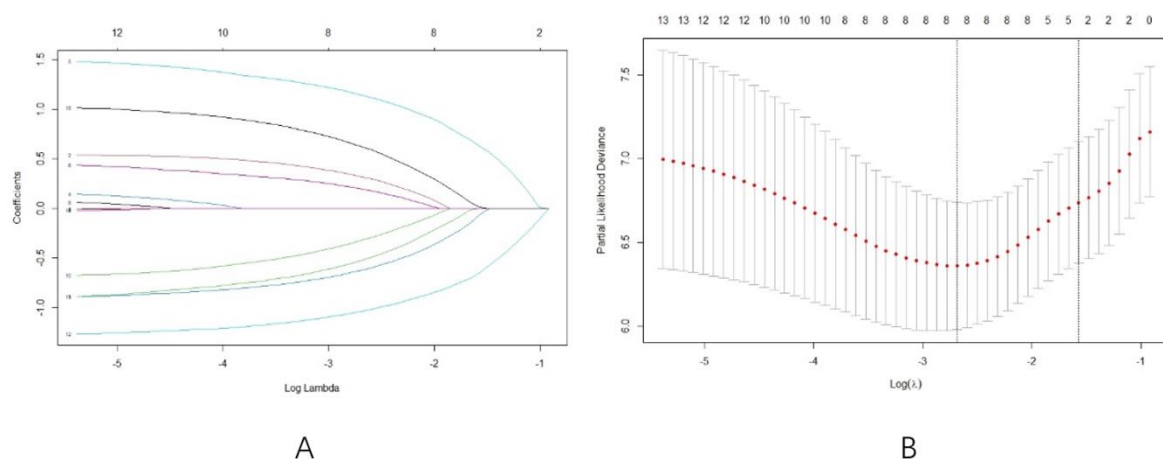 12 10 8 8 2
1.5
1.0
0.5
0.0
-0.5
-1.0
Coefficients
-5 -4 -3 -2 -1
Log Lambda
A
13 13 12 12 12 10 10 10 8 8 8 8 8 8 8 8 8 8 8 5 5 2 2 2 0
7.5
7.0
6.5
6.0
Partial Likelihood Deviance
-5 -4 -3 -2 -1
Log(λ)
B